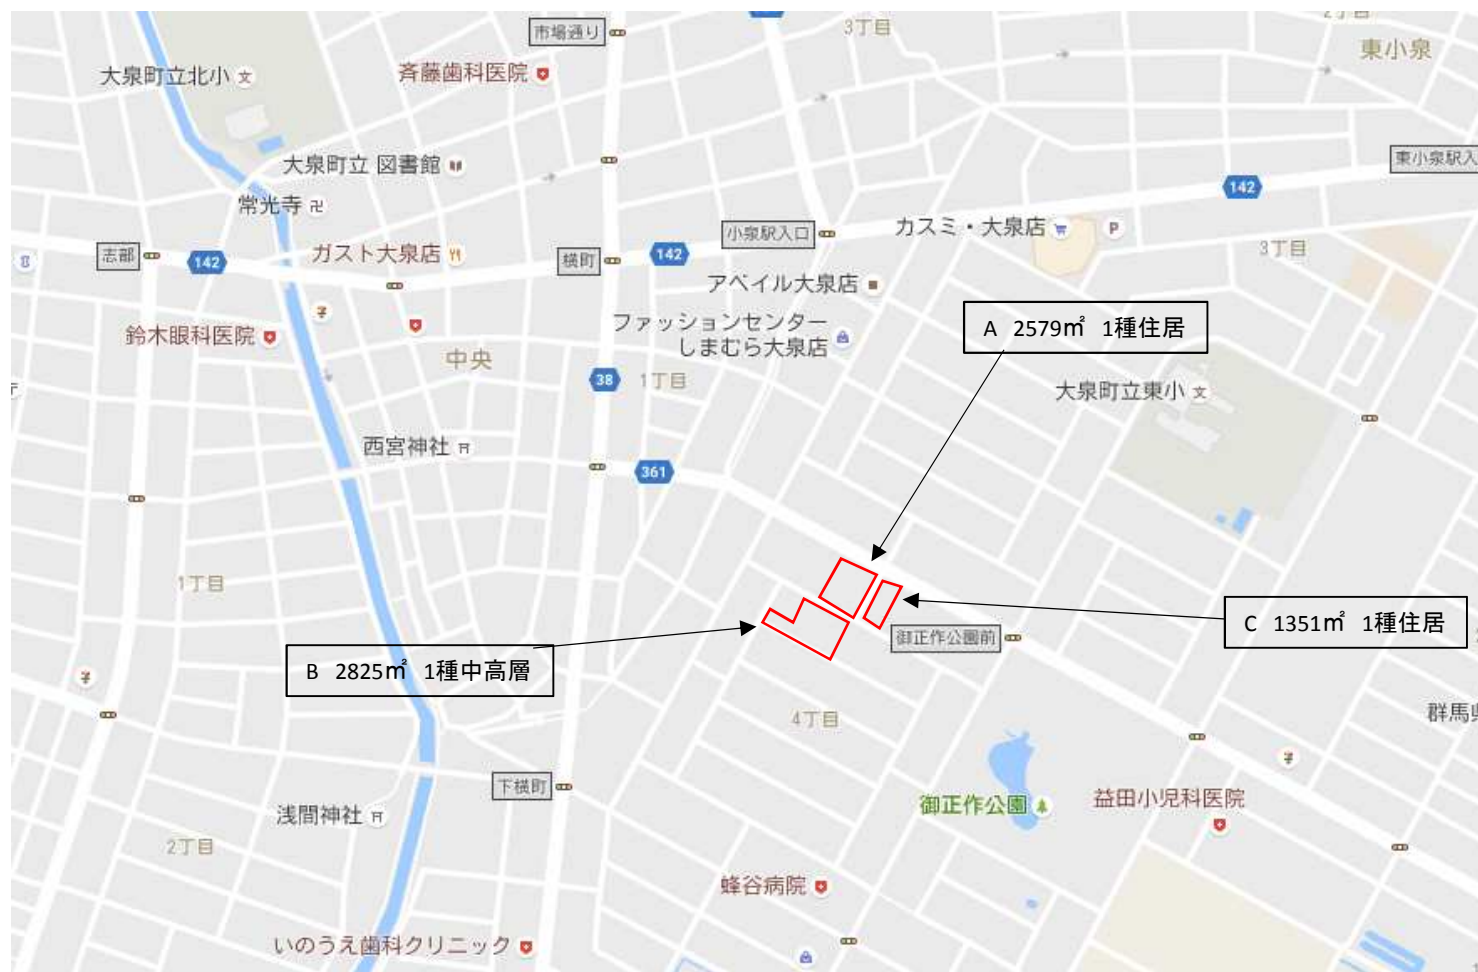 142
2丁目
市場通り
3丁目
東小泉
大泉町立北小
文
斉藤歯科医院
大泉町立 図書館
東小泉駅入
142
常光寺 卍
カスミ・大泉店
P
小泉駅入口
志部
142
ガスト大泉店
横町
142
3丁目
アベイル大泉店
A 2579㎡ 1種住居
ファッションセンター
しまむら大泉店
鈴木眼科医院
中央
38
1丁目
大泉町立東小
文
西宮神社
361
1丁目
C 1351㎡ 1種住居
御正作公園前
B 2825㎡ 1種中高層
4丁目
群馬県
下横町
御正作公園
益田小児科医院
浅間神社
2丁目
蜂谷病院
いのうえ歯科クリニック